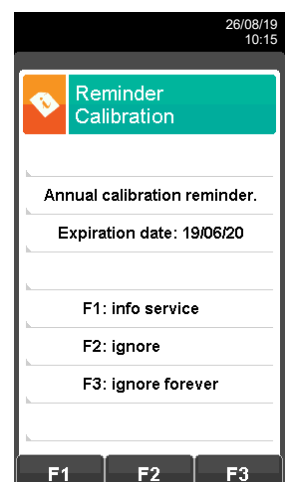 26/08/19
10:15
Reminder
Calibration
Annual calibration reminder.
Expiration date: 19/06/20
F1: info service
F2: ignore
F3: ignore forever
F1 F2 F3